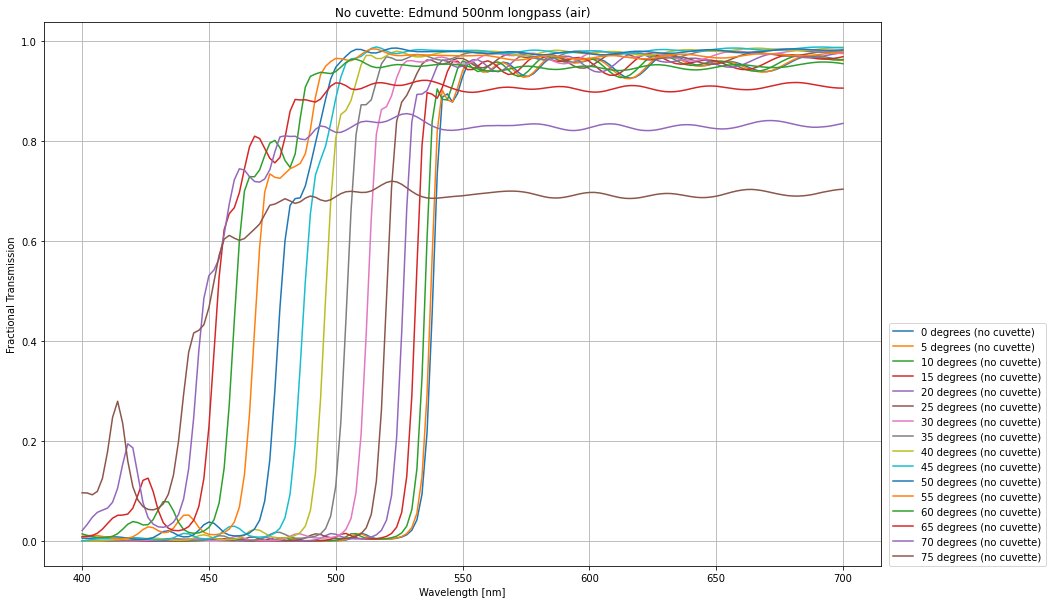 No cuvette: Edmund 500nm longpass (air)
Fractional Transmission
1.0
0.8
0.6
0.4
0.2
0.0
400
450
500
550
600
650
700
Wavelength [nm]
0 degrees (no cuvette)
5 degrees (no cuvette)
10 degrees (no cuvette)
15 degrees (no cuvette)
20 degrees (no cuvette)
25 degrees (no cuvette)
30 degrees (no cuvette)
35 degrees (no cuvette)
40 degrees (no cuvette)
45 degrees (no cuvette)
50 degrees (no cuvette)
55 degrees (no cuvette)
60 degrees (no cuvette)
65 degrees (no cuvette)
70 degrees (no cuvette)
75 degrees (no cuvette)